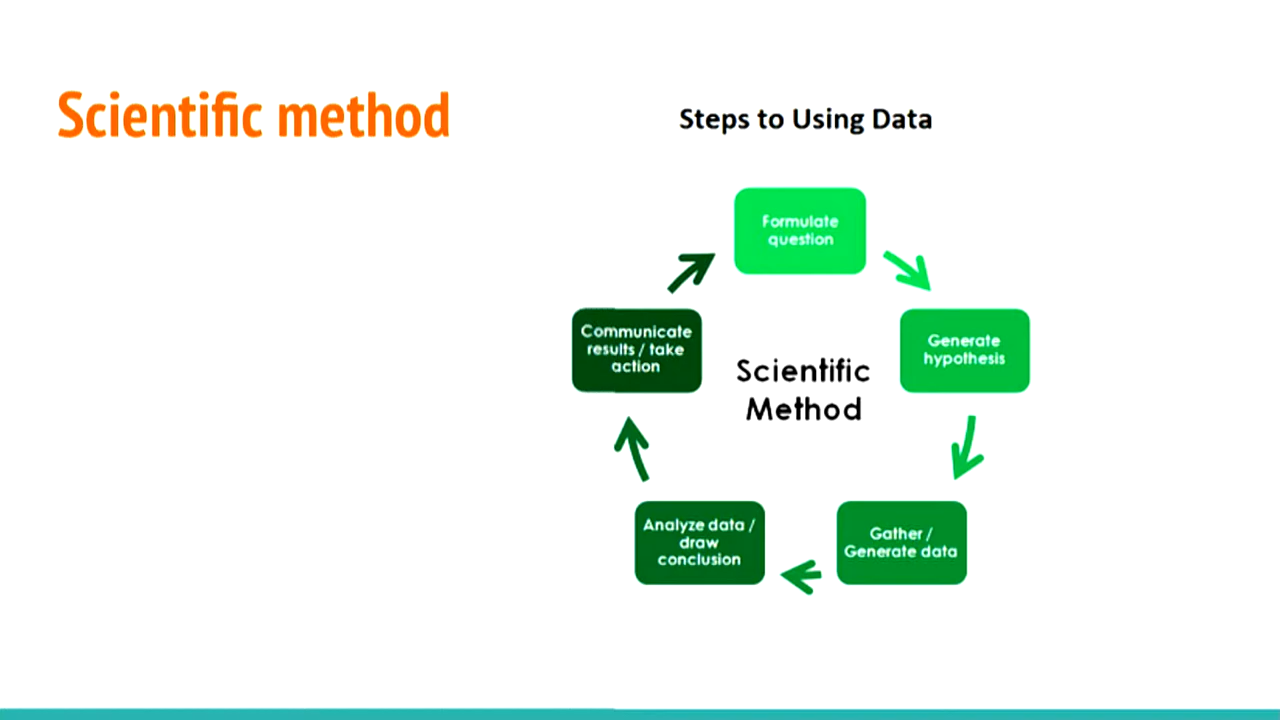 Scientific method
Steps to Using Data
Formulate
question
Generate
hypothesis
Gather /
Generate data
Analyze data /
draw
conclusion
Communicate
results / take
action
Scientific
Method